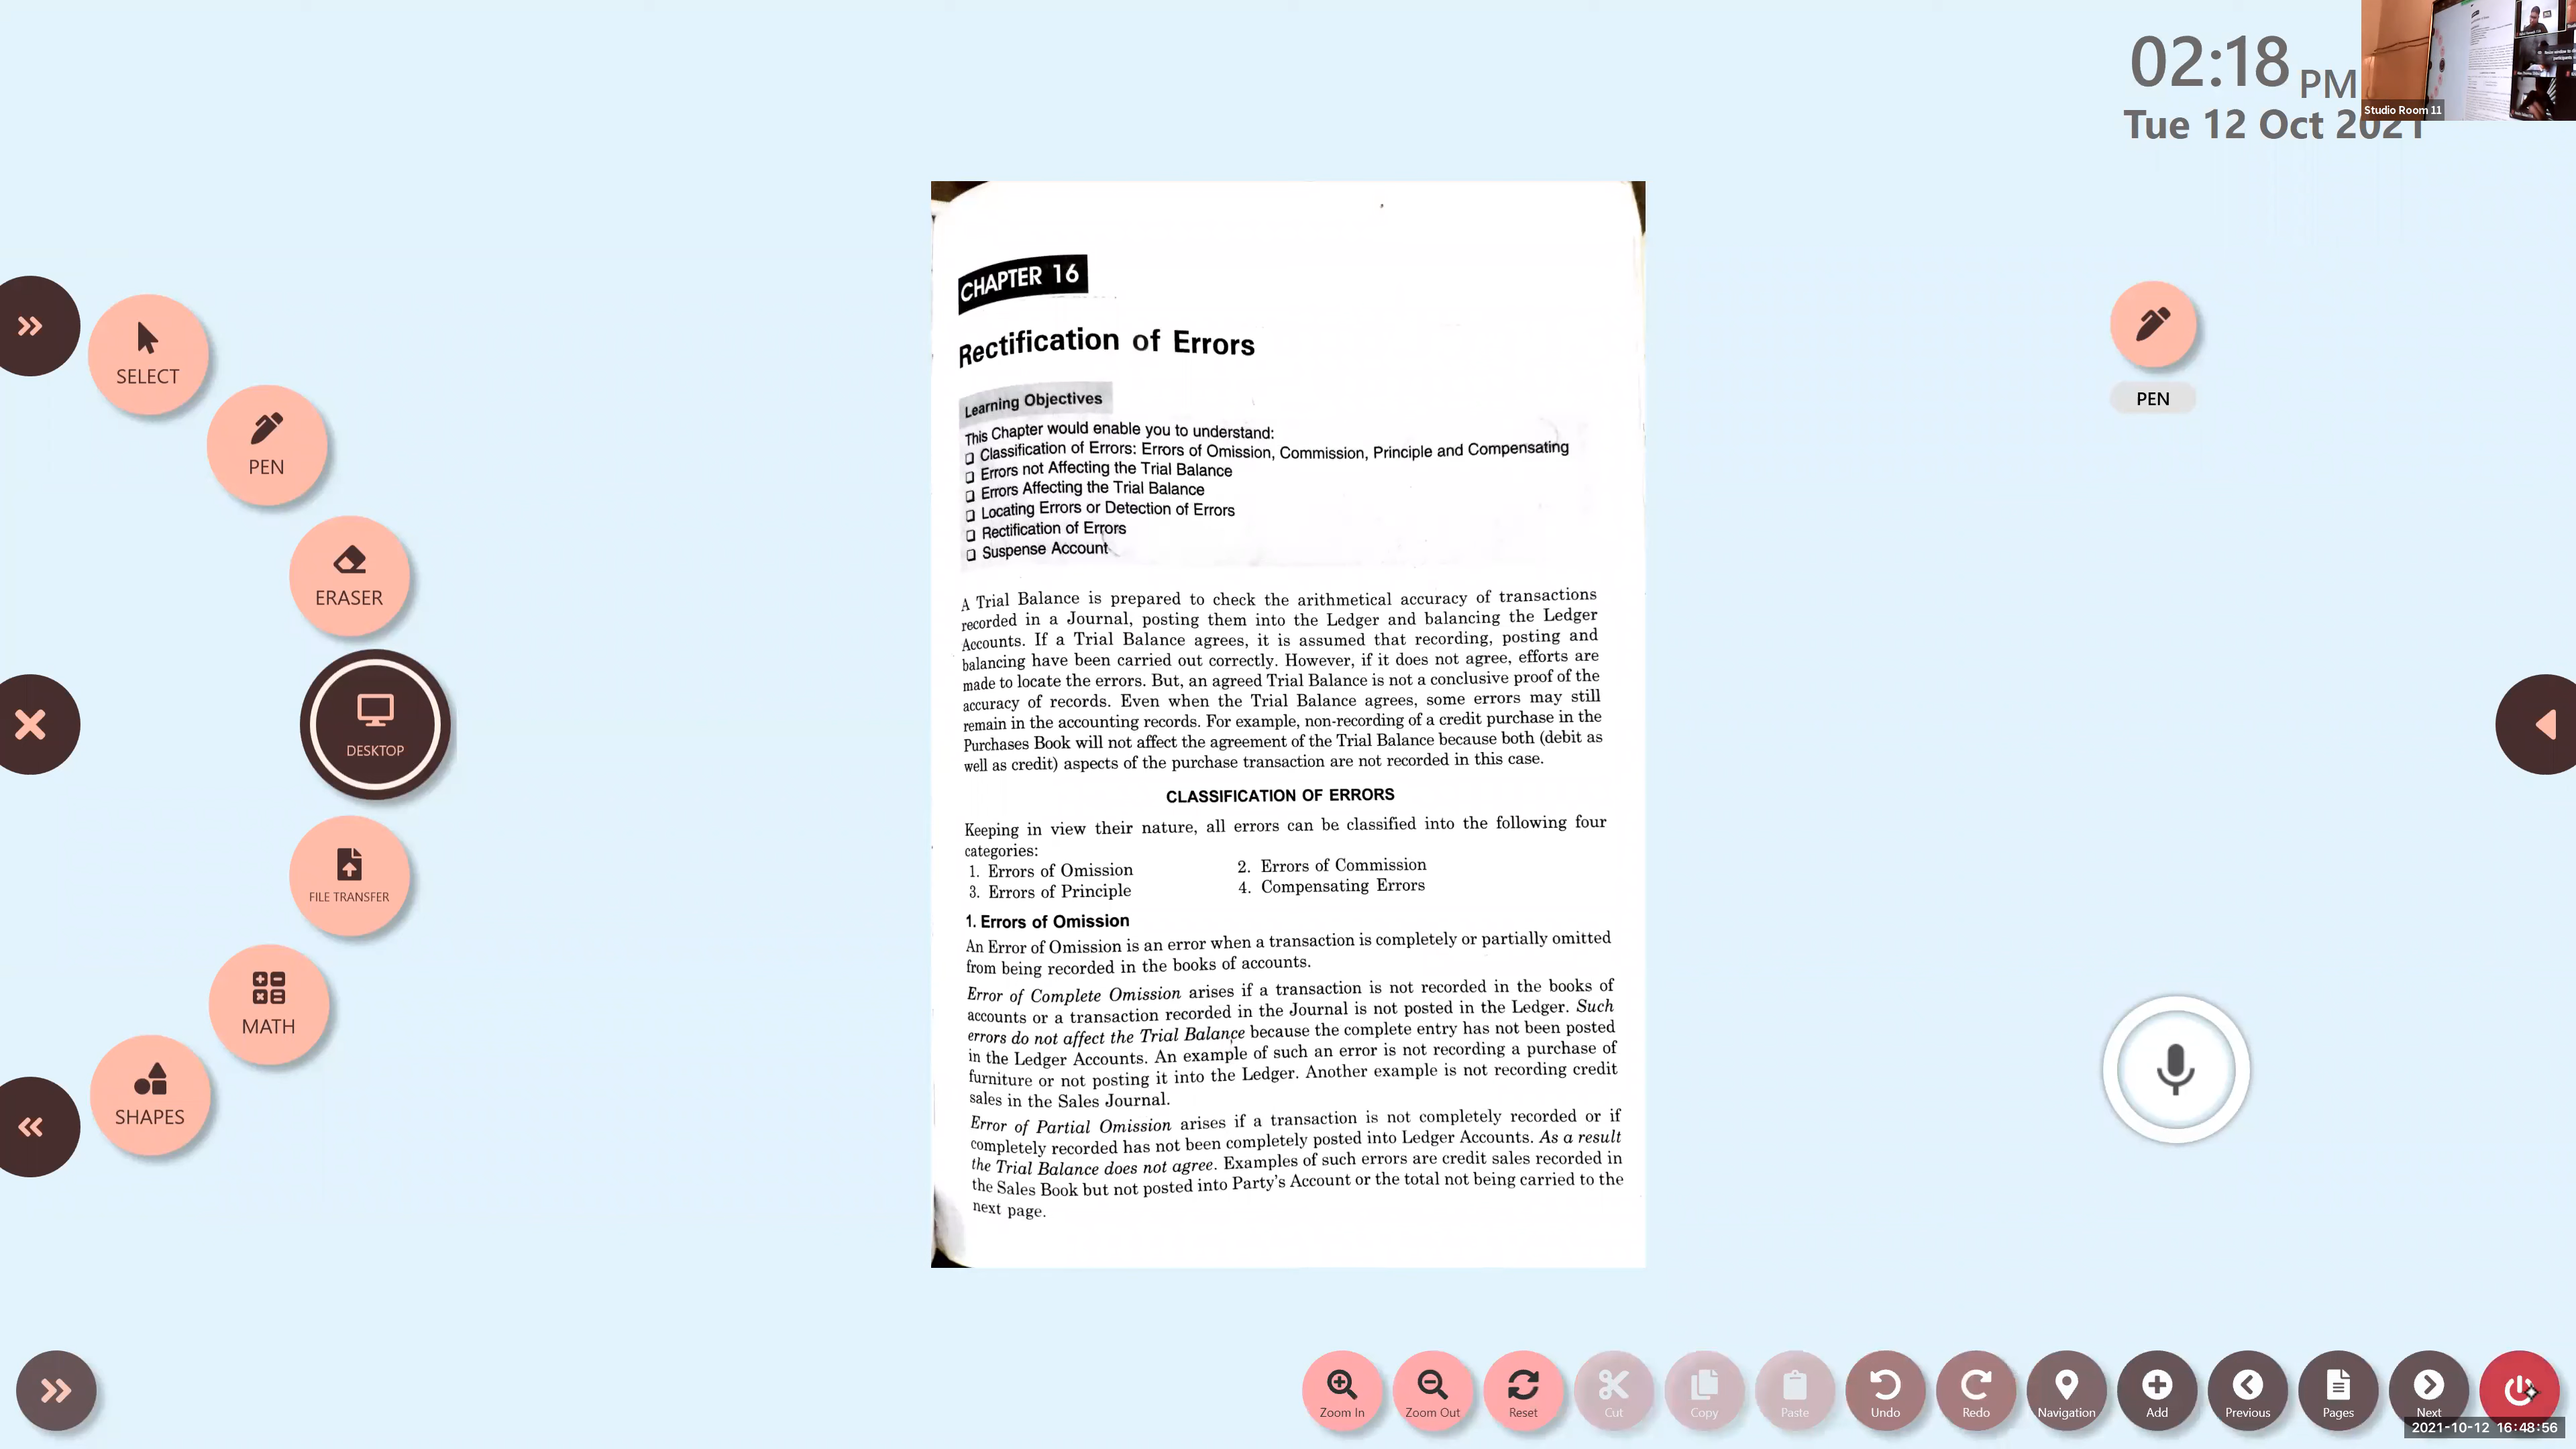 02:18 PM
Tue 12 Oct 2021
Studio Room 11
SELECT
PEN
ERASER
DESKTOP
FILE TRANSFER
MATH
SHAPES
PEN
CHAPTER 16
Rectification of Errors
Learning Objectives
This Chapter would enable you to understand:
❑ Classification of Errors: Errors of Omission, Commission, Principle and Compensating
❑ Errors not Affecting the Trial Balance
❑ Errors Affecting the Trial Balance
❑ Locating Errors or Detection of Errors
❑ Rectification of Errors
❑ Suspense Account
A Trial Balance is prepared to check the arithmetical accuracy of transactions
recorded in a Journal, posting them into the Ledger and balancing the Ledger
Accounts. If a Trial Balance agrees, it is assumed that recording, posting and
balancing have been carried out correctly. However, if it does not agree, efforts are
made to locate the errors. But, an agreed Trial Balance is not a conclusive proof of the
accuracy of records. Even when the Trial Balance agrees, some errors may still
remain in the accounting records. For example, non-recording of a credit purchase in the
Purchases Book will not affect the agreement of the Trial Balance because both (debit as
well as credit) aspects of the purchase transaction are not recorded in this case.
CLASSIFICATION OF ERRORS
Keeping in view their nature, all errors can be classified into the following four
categories:
1. Errors of Omission 2. Errors of Commission
3. Errors of Principle 4. Compensating Errors
1. Errors of Omission
An Error of Omission is an error when a transaction is completely or partially omitted
from being recorded in the books of accounts.
Error of Complete Omission arises if a transaction is not recorded in the books of
accounts or a transaction recorded in the Journal is not posted in the Ledger. Such
errors do not affect the Trial Balance because the complete entry has not been posted
in the Ledger Accounts. An example of such an error is not recording a purchase of
furniture or not posting it into the Ledger. Another example is not recording credit
sales in the Sales Journal.
Error of Partial Omission arises if a transaction is not completely recorded or if
completely recorded has not been completely posted into Ledger Accounts. As a result
the Trial Balance does not agree. Examples of such errors are credit sales recorded in
the Sales Book but not posted into Party's Account or the total not being carried to the
next page.
Zoom In
Zoom Out
Reset
Cut
Copy
Paste
Undo
Redo
Navigation
Add
Previous
Pages
Next
2021-10-12 16:48:56